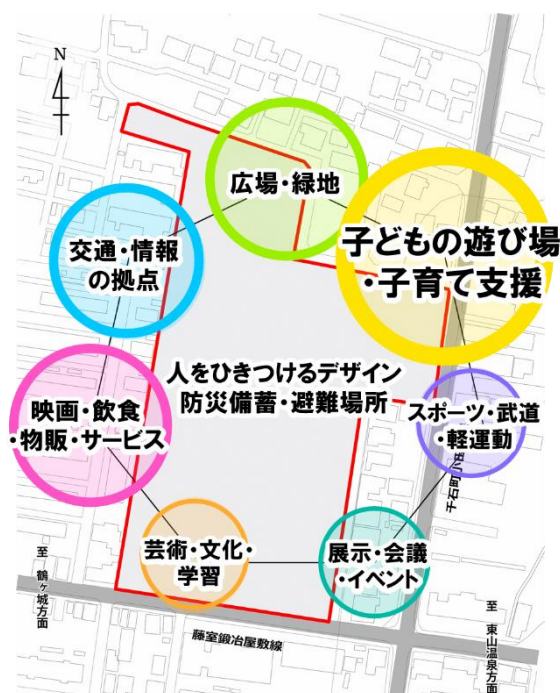 N
広場・緑地
子どもの遊び場
・子育て支援
交通・情報
の拠点
人をひきつけるデザイン
防災備蓄・避難場所
映画・飲食
・物販・サービス
スポーツ・武道
・軽運動
芸術・文化・
学習
展示・会議
・イベント
至 鶴ヶ城方面
藤室鍛冶屋敷線
至 東山温泉方面